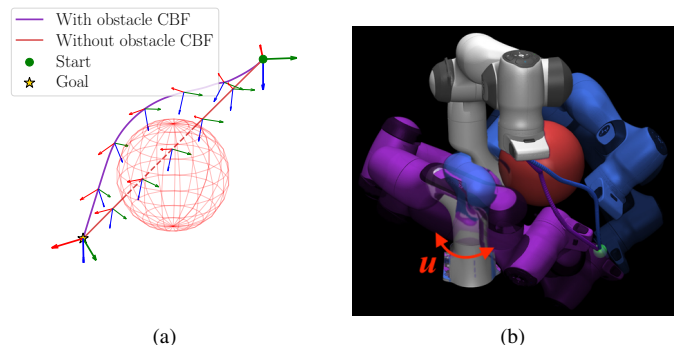 With obstacle CBF
Without obstacle CBF
Start
Goal
u
(a)
(b)